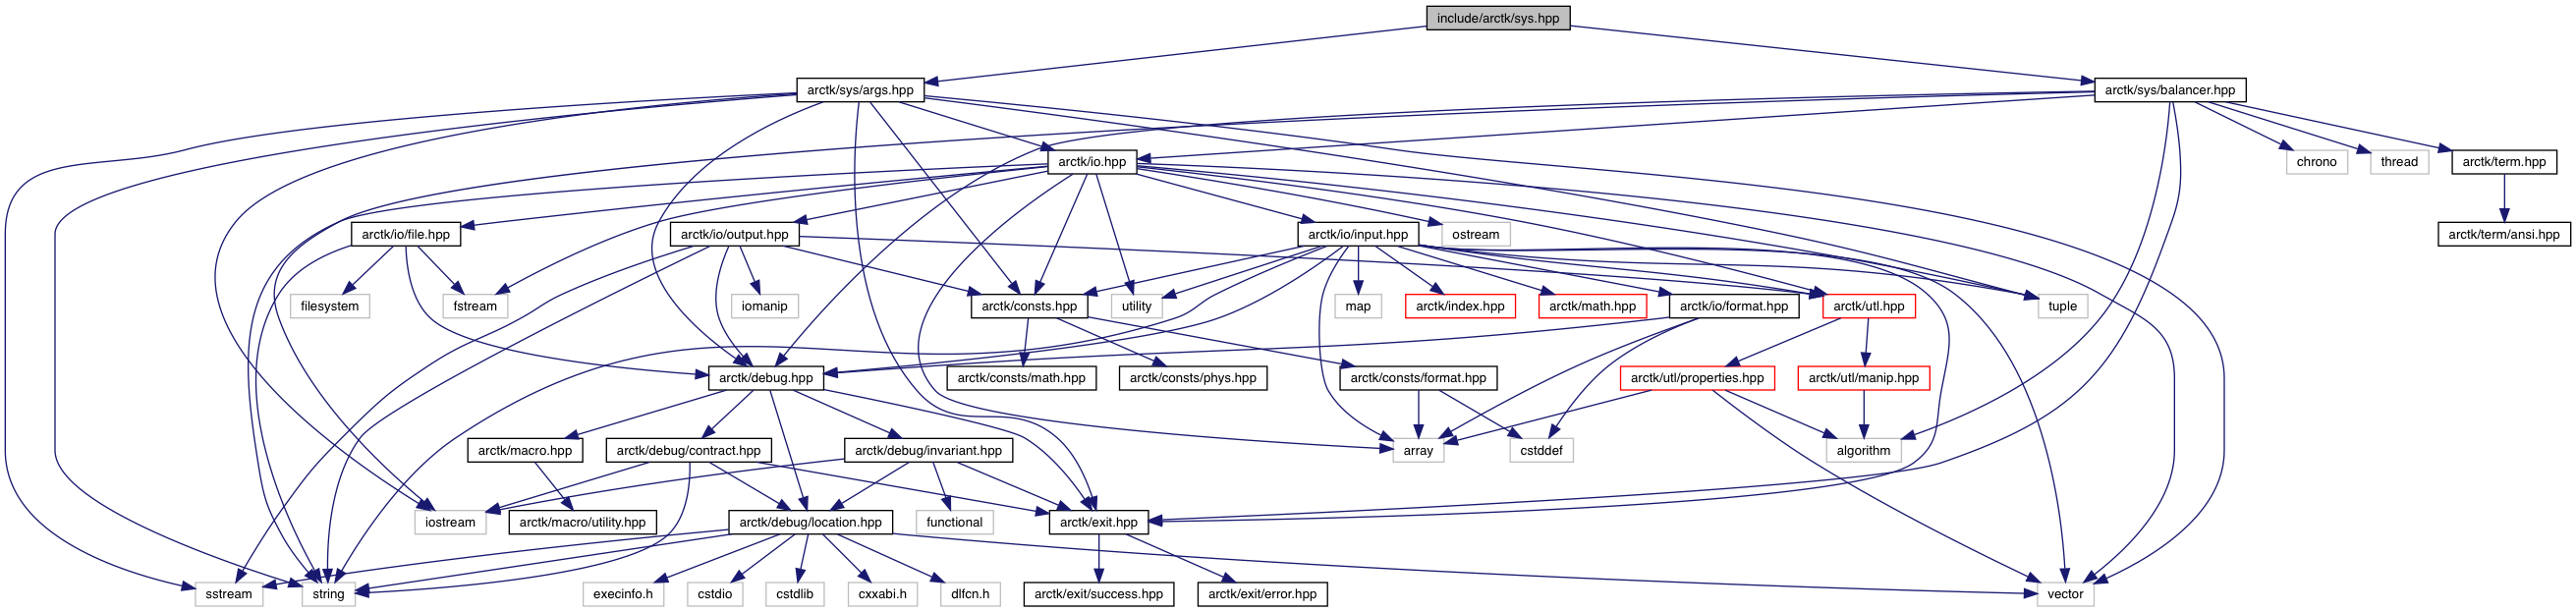 include/arctk/sys.hpp
arctk/sys/args.hpp
arctk/sys/balancer.hpp
arctk/io.hpp
chrono
thread
arctk/term.hpp
arctk/io/file.hpp
arctk/io/output.hpp
arctk/io/input.hpp
ostream
arctk/term/ansi.hpp
filesystem
fstream
iomanip
arctk/consts.hpp
utility
map
arctk/index.hpp
arctk/math.hpp
arctk/io/format.hpp
arctk/utl.hpp
tuple
arctk/debug.hpp
arctk/consts/math.hpp
arctk/consts/phys.hpp
arctk/consts/format.hpp
arctk/utl/properties.hpp
arctk/utl/manip.hpp
arctk/macro.hpp
arctk/debug/contract.hpp
arctk/debug/invariant.hpp
array
cstddef
algorithm
iostream
arctk/macro/utility.hpp
arctk/debug/location.hpp
functional
arctk/exit.hpp
sstream
string
execinfo.h
cstdio
cstdlib
cxxabi.h
dlfcn.h
arctk/exit/success.hpp
arctk/exit/error.hpp
vector